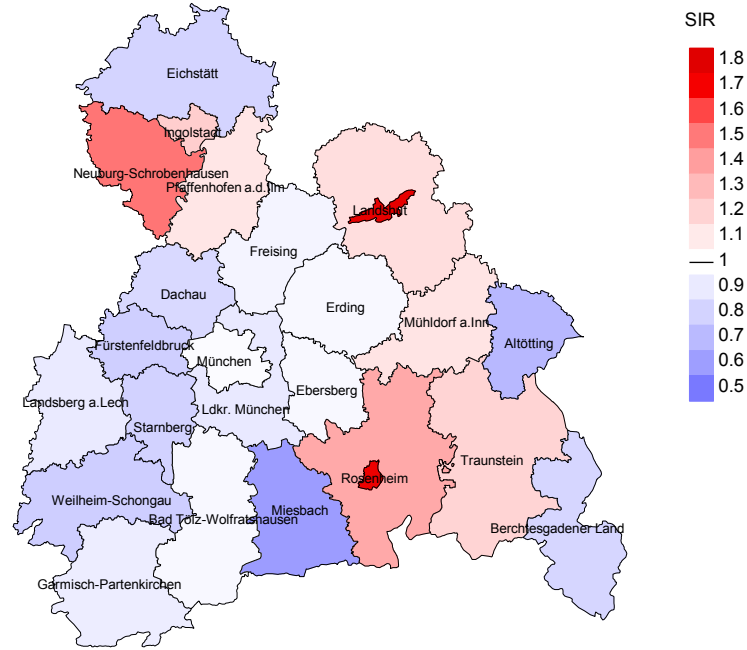 SIR
1.8
1.7
1.6
1.5
1.4
1.3
1.2
1.1
1
0.9
0.8
0.7
0.6
0.5
Eichstätt
Ingolstadt
Neuburg-Schrobenhausen
Pfaffenhofen a.d.Ilm
Landshut
Freising
Dachau
Erding
Mühldorf a.Inn
Altötting
Fürstenfeldbruck
München
Ebersberg
Landsberg a.Lech
Ldkr. München
Starnberg
Traunstein
Rosenheim
Weilheim-Schongau
Miesbach
Bad Tölz-Wolfratshausen
Berchtesgadener Land
Garmisch-Partenkirchen